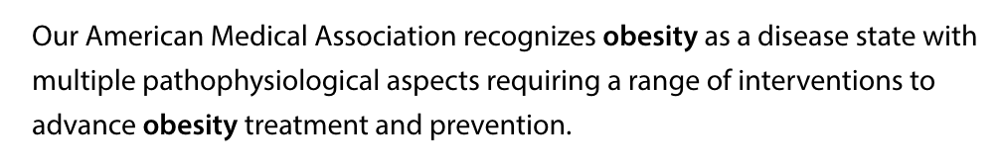 Our American Medical Association recognizes obesity as a disease state with
multiple pathophysiological aspects requiring a range of interventions to
advance obesity treatment and prevention.